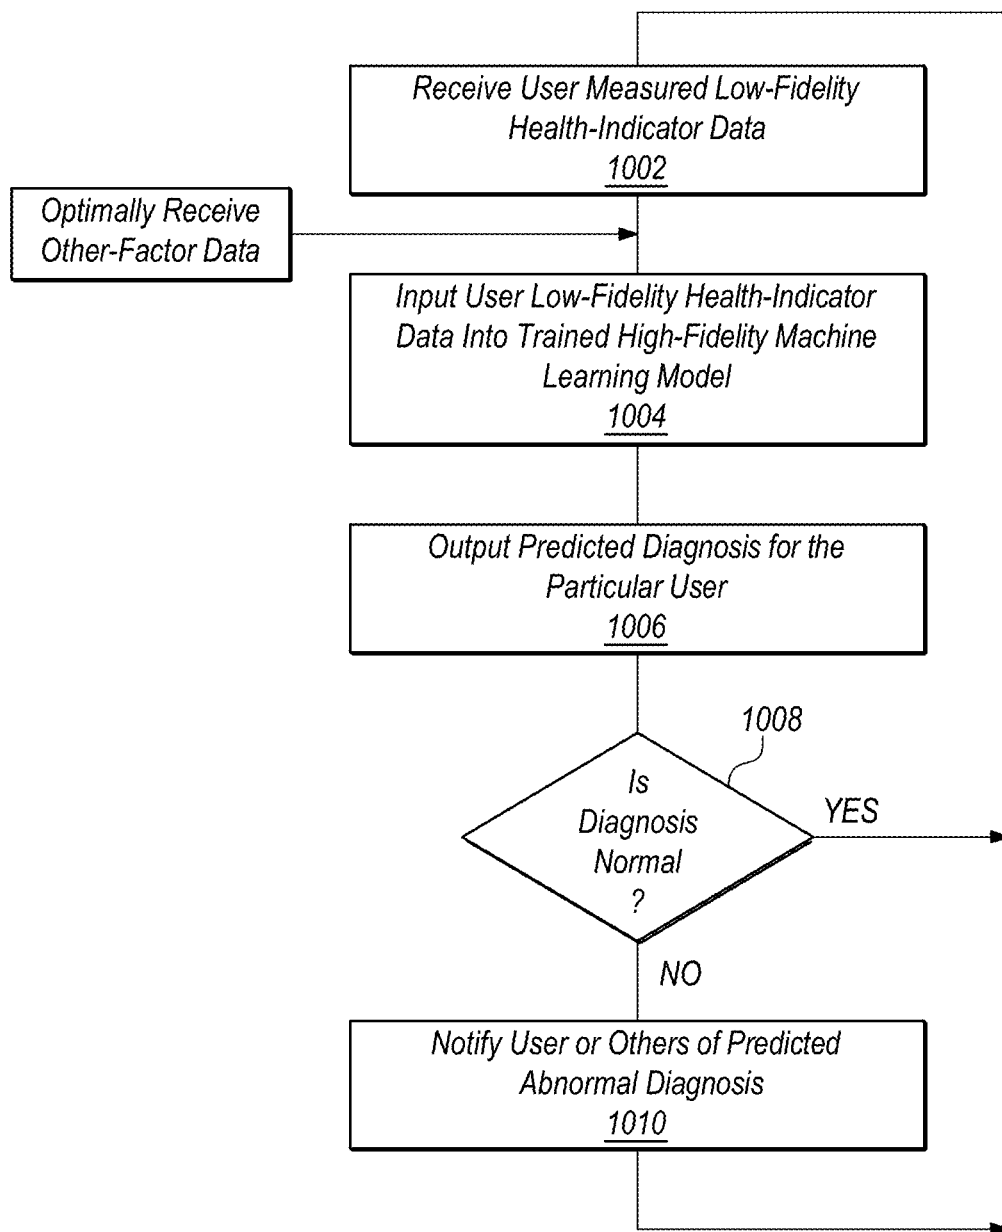 Receive User Measured Low-Fidelity
Health-Indicator Data
1002
Optimally Receive
Other-Factor Data
Input User Low-Fidelity Health-Indicator
Data Into Trained High-Fidelity Machine
Learning Model
1004
Output Predicted Diagnosis for the
Particular User
1006
1008
Is
Diagnosis
Normal
?
YES
NO
Notify User or Others of Predicted
Abnormal Diagnosis
1010